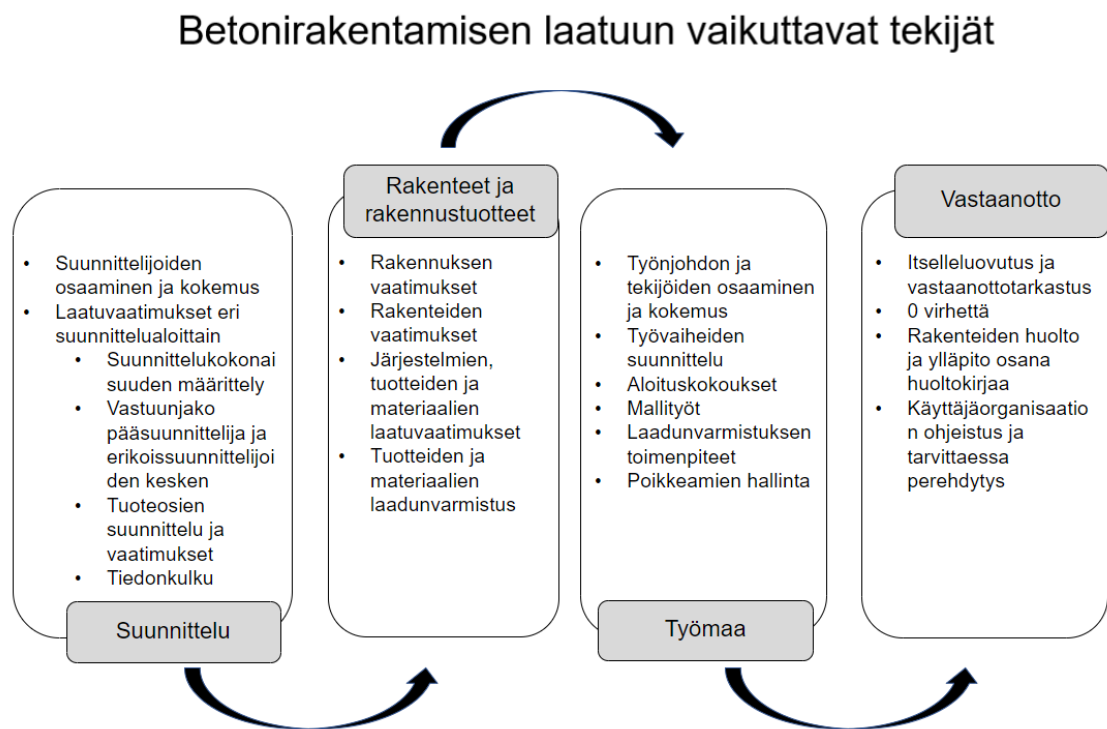 Betonirakentamisen laatuun vaikuttavat tekijät
• Suunnittelijoiden
osaaminen ja kokemus
• Laatuvaatimukset eri
suunnittelualoittain
• Suunnittelukokonai
suuden määrittely
• Vastuunjako
pääsuunnittelija ja
erikoissuunnittelijoi
den kesken
• Tuoteosien
suunnittelu ja
vaatimukset
• Tiedonkulku
Suunnittelu
Rakenteet ja
rakennustuotteet
• Rakennuksen
vaatimukset
• Rakenteiden
vaatimukset
• Järjestelmien,
tuotteiden ja
materiaalien
laatuvaatimukset
• Tuotteiden ja
materiaalien
laadunvarmistus
• Työnjohdon ja
tekijöiden osaaminen
ja kokemus
• Työvaiheiden
suunnittelu
• Aloituskokoukset
• Mallityöt
• Laadunvarmistuksen
toimenpiteet
• Poikkeamien hallinta
Työmaa
Vastaanotto
• Itselleluovutus ja
vastaanottotarkastus
• 0 virhettä
• Rakenteiden huolto
ja ylläpito osana
huoltokirjaa
• Käyttäjäorganisaatio
n ohjeistus ja
tarvittaessa
perehdytys